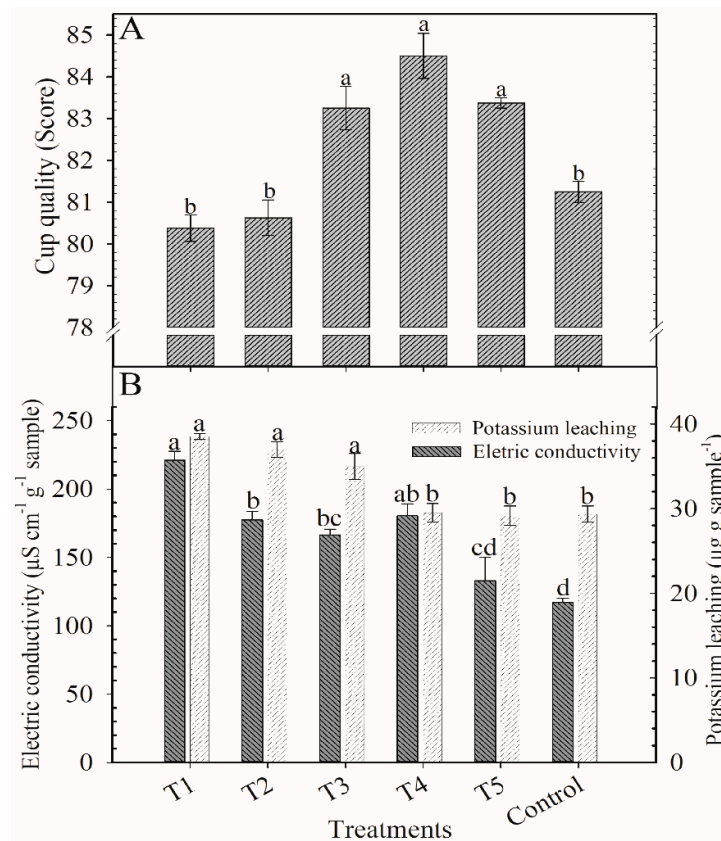 A
Cup quality (Score)
85
84
83
82
81
80
79
78
b
b
a
a
a
b
B
Electric conductivity (µS cm⁻¹ g⁻¹ sample)
250
200
150
100
50
0
Potassium leaching
Eletric conductivity
a
a
b
a
bc
a
ab
b
cd
b
d
b
40
30
20
10
0
Potassium leaching (µg g sample⁻¹)
T1
T2
T3
T4
T5
Control
Treatments